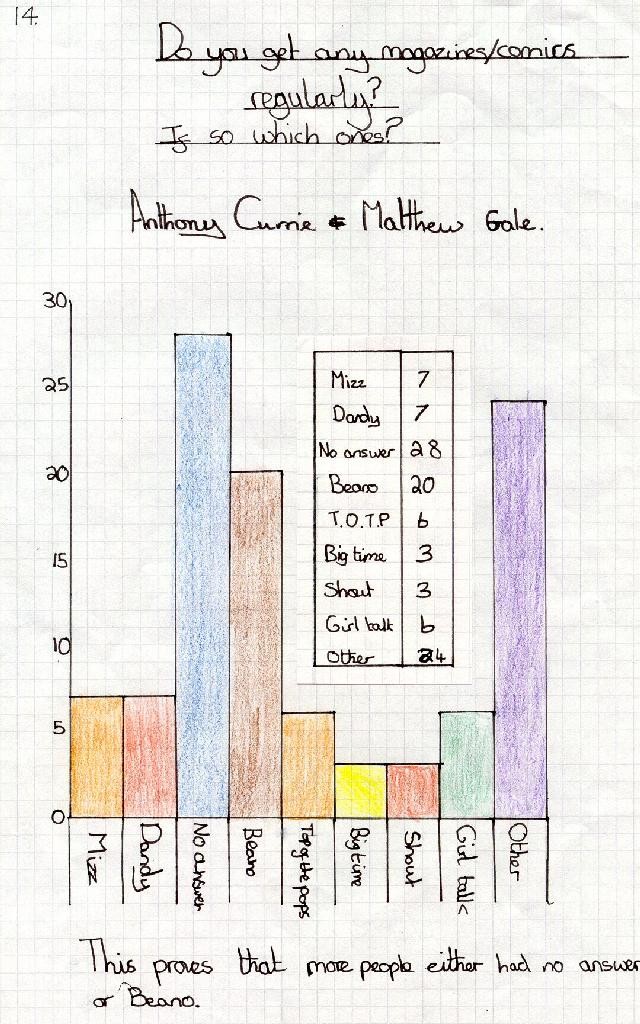 14.
Do you get any magazines/comics
regularly?
If so which ones?
Anthony Currie & Matthew Gale.
30
25
20
15
10
5
0
Mizz 7
Dandy 7
No answer 28
Beano 20
T.O.T.P 6
Big time 3
Shout 3
Girl talk 6
Other 24
Mizz
Dandy
No answer
Beano
Top of the pops
Big time
Shout
Girl talk
Other
This proves that more people either had no answer
or Beano.